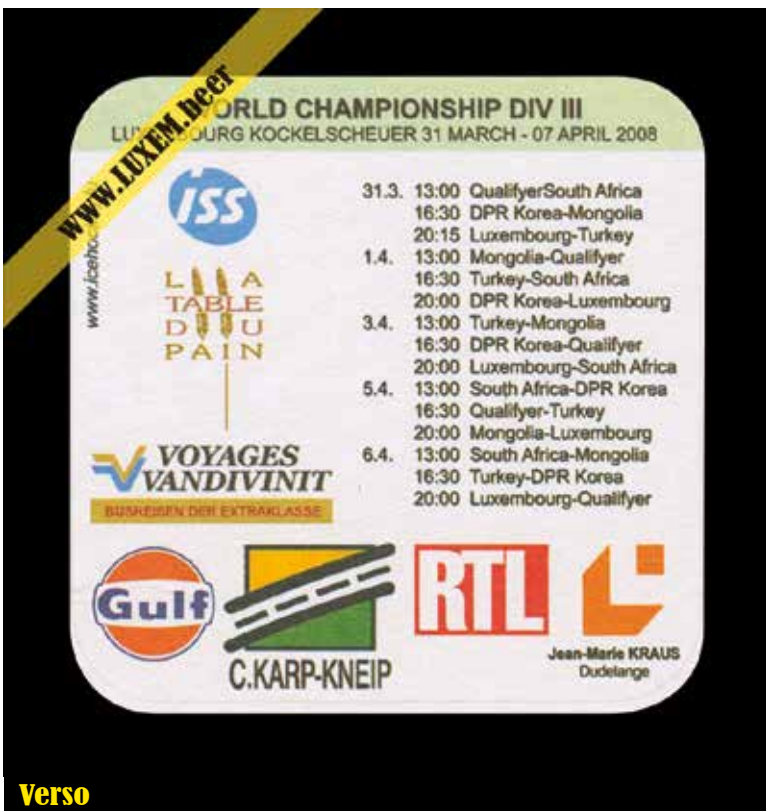 www.LUXEM.beer
WORLD CHAMPIONSHIP DIV III
KOCKELSCHEUER 31 MARCH - 07 APRIL 2008
iss
L A
TABLE
DU
PAIN
VOYAGES
VANDIVINIT
BUSREISEN DER EXTRAKLASSE
31.3. 13:00 QualifyerSouth Africa
16:30 DPR Korea-Mongolia
20:15 Luxembourg-Turkey
1.4. 13:00 Mongolia-Qualifyer
16:30 Turkey-South Africa
20:00 DPR Korea-Luxembourg
3.4. 13:00 Turkey-Mongolia
16:30 DPR Korea-Qualifyer
20:00 Luxembourg-South Africa
5.4. 13:00 South Africa-DPR Korea
16:30 Qualifyer-Turkey
20:00 Mongolia-Luxembourg
6.4. 13:00 South Africa-Mongolia
16:30 Turkey-DPR Korea
20:00 Luxembourg-Qualifyer
Gulf
C.KARP-KNEIP
RTL
Jean-Marie KRAUS
Dudelange
Verso